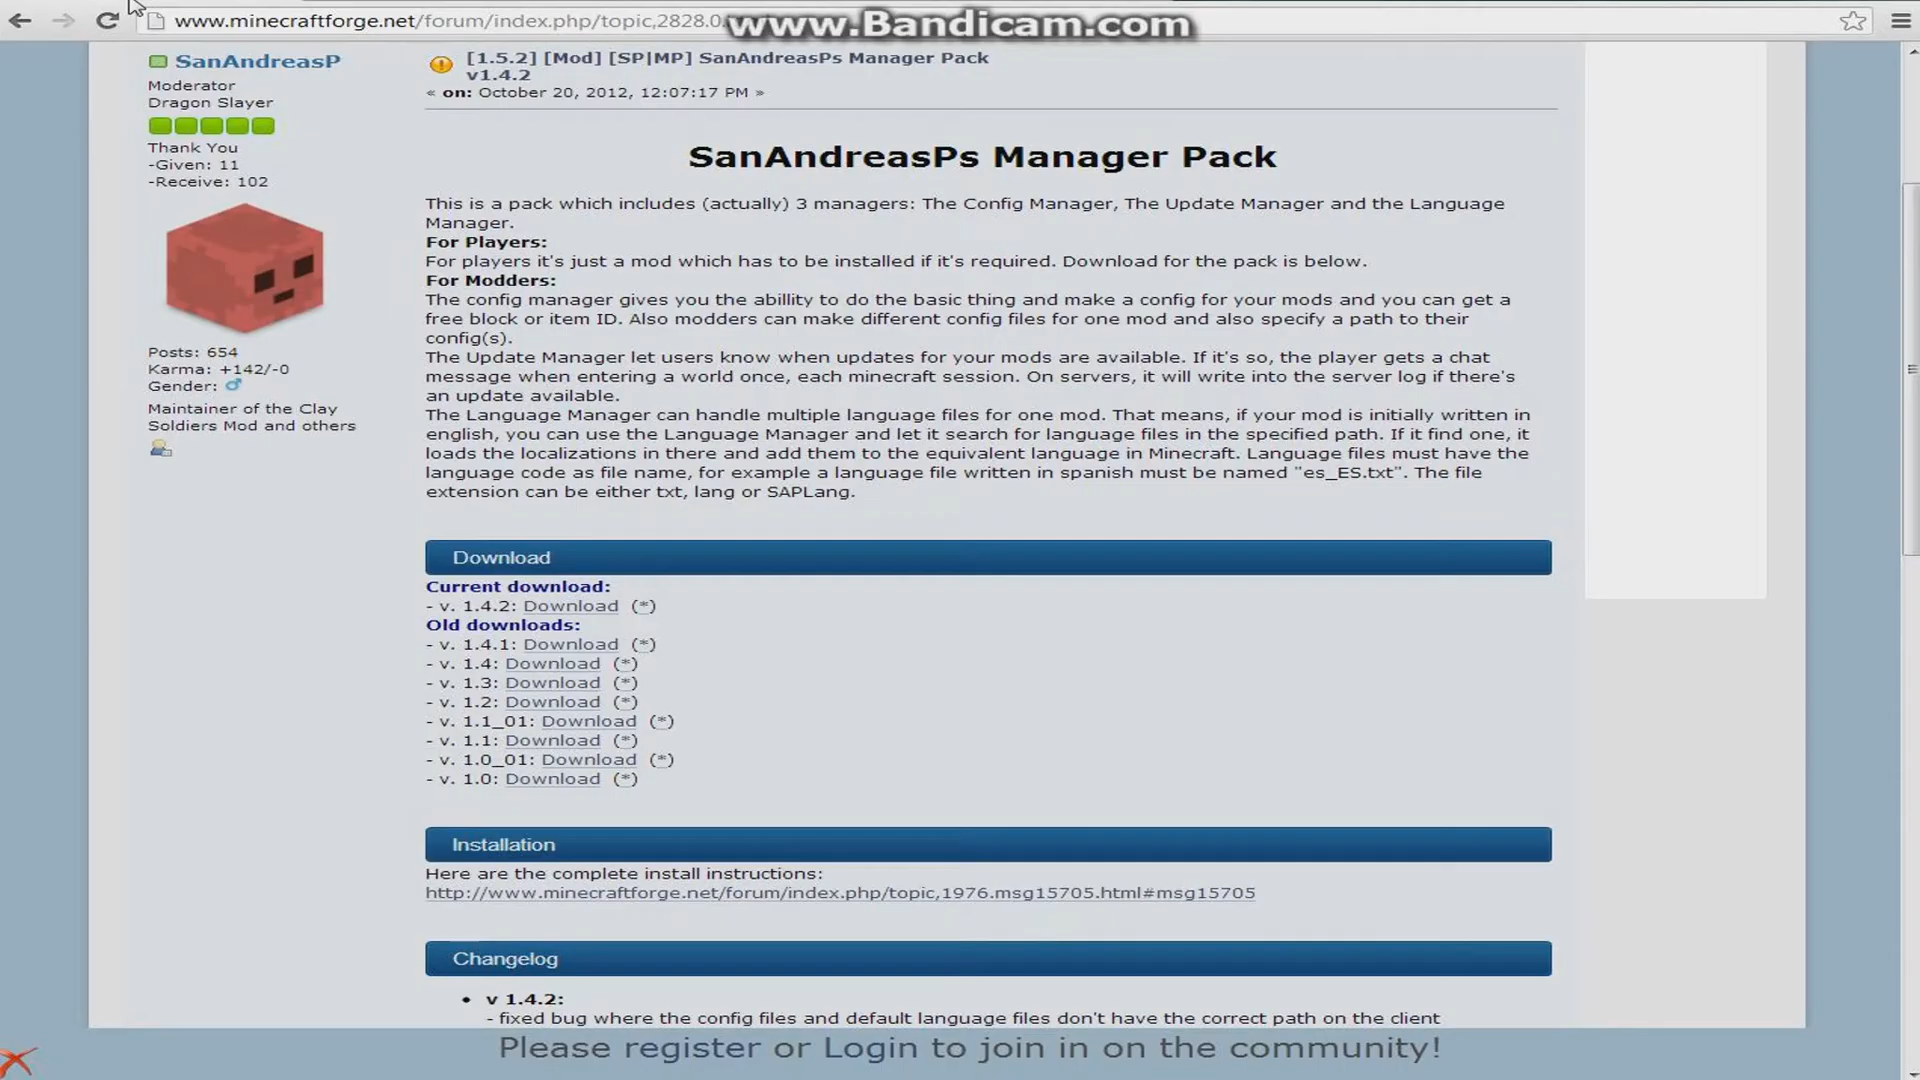 www.minecraftforge.net/forum/index.php/topic,2828.0
www.Bandicam.com
SanAndreasP
Moderator
Dragon Slayer
Thank You
-Given: 11
-Receive: 102
Posts: 654
Karma: +142/-0
Gender:
Maintainer of the Clay
Soldiers Mod and others
[1.5.2] [Mod] [SP|MP] SanAndreasPs Manager Pack
v1.4.2
« on: October 20, 2012, 12:07:17 PM »
SanAndreasPs Manager Pack
This is a pack which includes (actually) 3 managers: The Config Manager, The Update Manager and the Language
Manager.
For Players:
For players it's just a mod which has to be installed if it's required. Download for the pack is below.
For Modders:
The config manager gives you the abillity to do the basic thing and make a config for your mods and you can get a
free block or item ID. Also modders can make different config files for one mod and also specify a path to their
config(s).
The Update Manager let users know when updates for your mods are available. If it's so, the player gets a chat
message when entering a world once, each minecraft session. On servers, it will write into the server log if there's
an update available.
The Language Manager can handle multiple language files for one mod. That means, if your mod is initially written in
english, you can use the Language Manager and let it search for language files in the specified path. If it find one, it
loads the localizations in there and add them to the equivalent language in Minecraft. Language files must have the
language code as file name, for example a language file written in spanish must be named "es_ES.txt". The file
extension can be either txt, lang or SAPLang.
Download
Current download:
- v. 1.4.2: Download (*)
Old downloads:
- v. 1.4.1: Download (*)
- v. 1.4: Download (*)
- v. 1.3: Download (*)
- v. 1.2: Download (*)
- v. 1.1_01: Download (*)
- v. 1.1: Download (*)
- v. 1.0_01: Download (*)
- v. 1.0: Download (*)
Installation
Here are the complete install instructions:
http://www.minecraftforge.net/forum/index.php/topic,1976.msg15705.html#msg15705
Changelog
• v 1.4.2:
- fixed bug where the config files and default language files don't have the correct path on the client
Please register or Login to join in on the community!